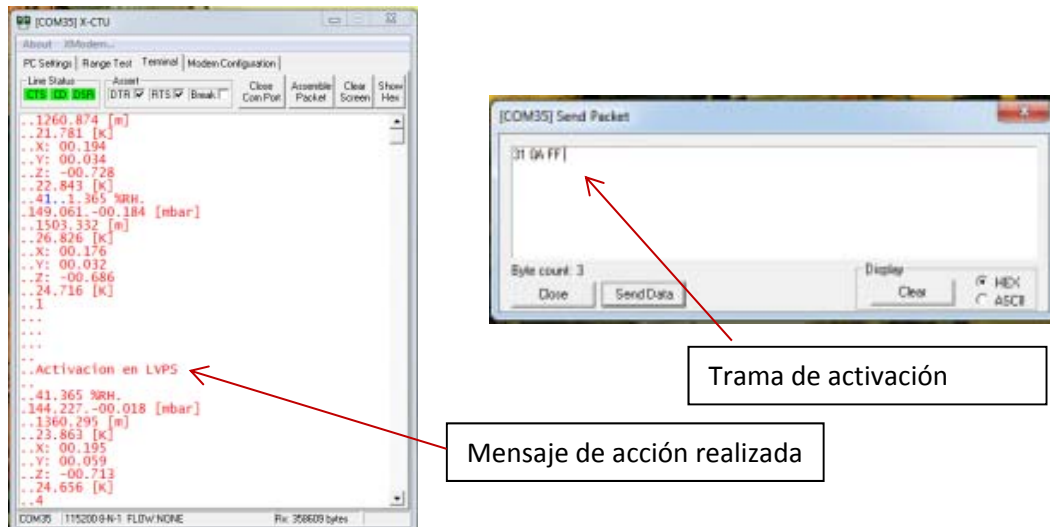 [COM35] X-CTU
About XModem...
PC Settings Range Test Terminal Modem Configuration
Line Status
CTS CD DSR
Assert
DTR RTS Break
Close Com Port
Assemble Packet
Clear Screen
Show Hex
..1260.874 [m]
..21.781 [K]
..X: 00.194
..Y: 00.034
..Z: -00.728
..22.843 [K]
..41..1.365 %RH.
.149.061.-00.184 [mbar]
..1503.332 [m]
..26.826 [K]
..X: 00.176
..Y: 00.032
..Z: -00.686
..24.716 [K]
..1
...
...
...
..
..Activacion en LVPS
..
..41.365 %RH.
.144.227.-00.018 [mbar]
..1360.295 [m]
..23.863 [K]
..X: 00.195
..Y: 00.059
..Z: -00.713
..24.656 [K]
..4
COM35 115200 8-N-1 FLOW:NONE Rx: 358609 bytes
[COM35] Send Packet
31 0A FF
Byte count: 3
Close
Send Data
Display
Clear
HEX
ASCII
Trama de activación
Mensaje de acción realizada